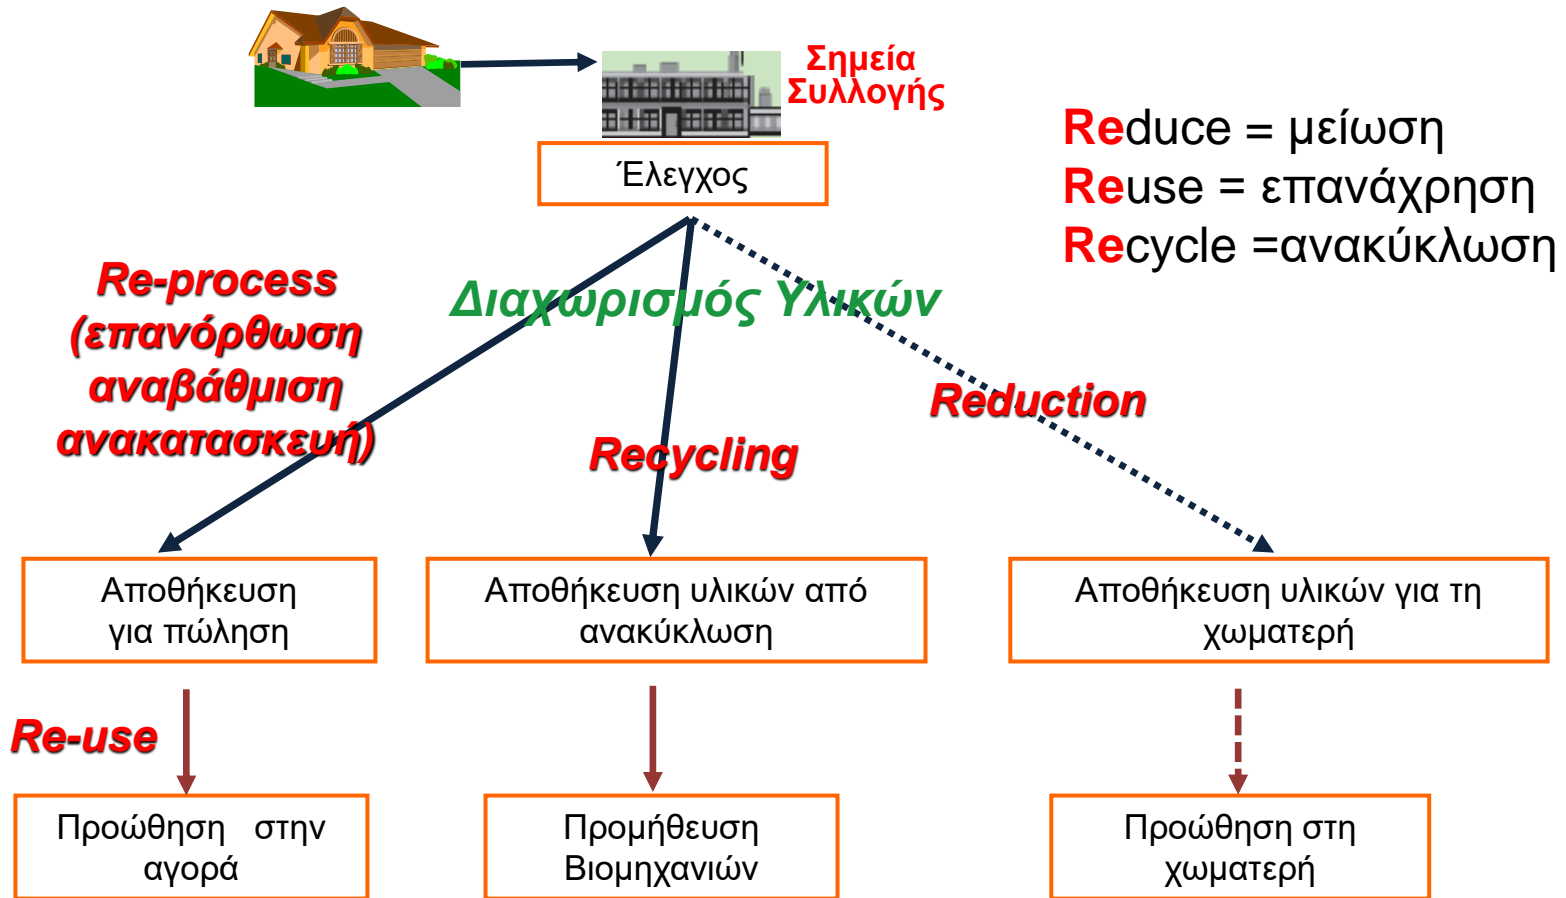 Σημεία
Συλλογής
Έλεγχος
Reduce = μείωση
Reuse = επανάχρηση
Recycle =ανακύκλωση
Re-process
(επανόρθωση
αναβάθμιση
ανακατασκευή)
Διαχωρισμός Υλικών
Reduction
Recycling
Αποθήκευση
για πώληση
Αποθήκευση υλικών από
ανακύκλωση
Αποθήκευση υλικών για τη
χωματερή
Re-use
Προώθηση στην
αγορά
Προμήθευση
Βιομηχανιών
Προώθηση στη
χωματερή